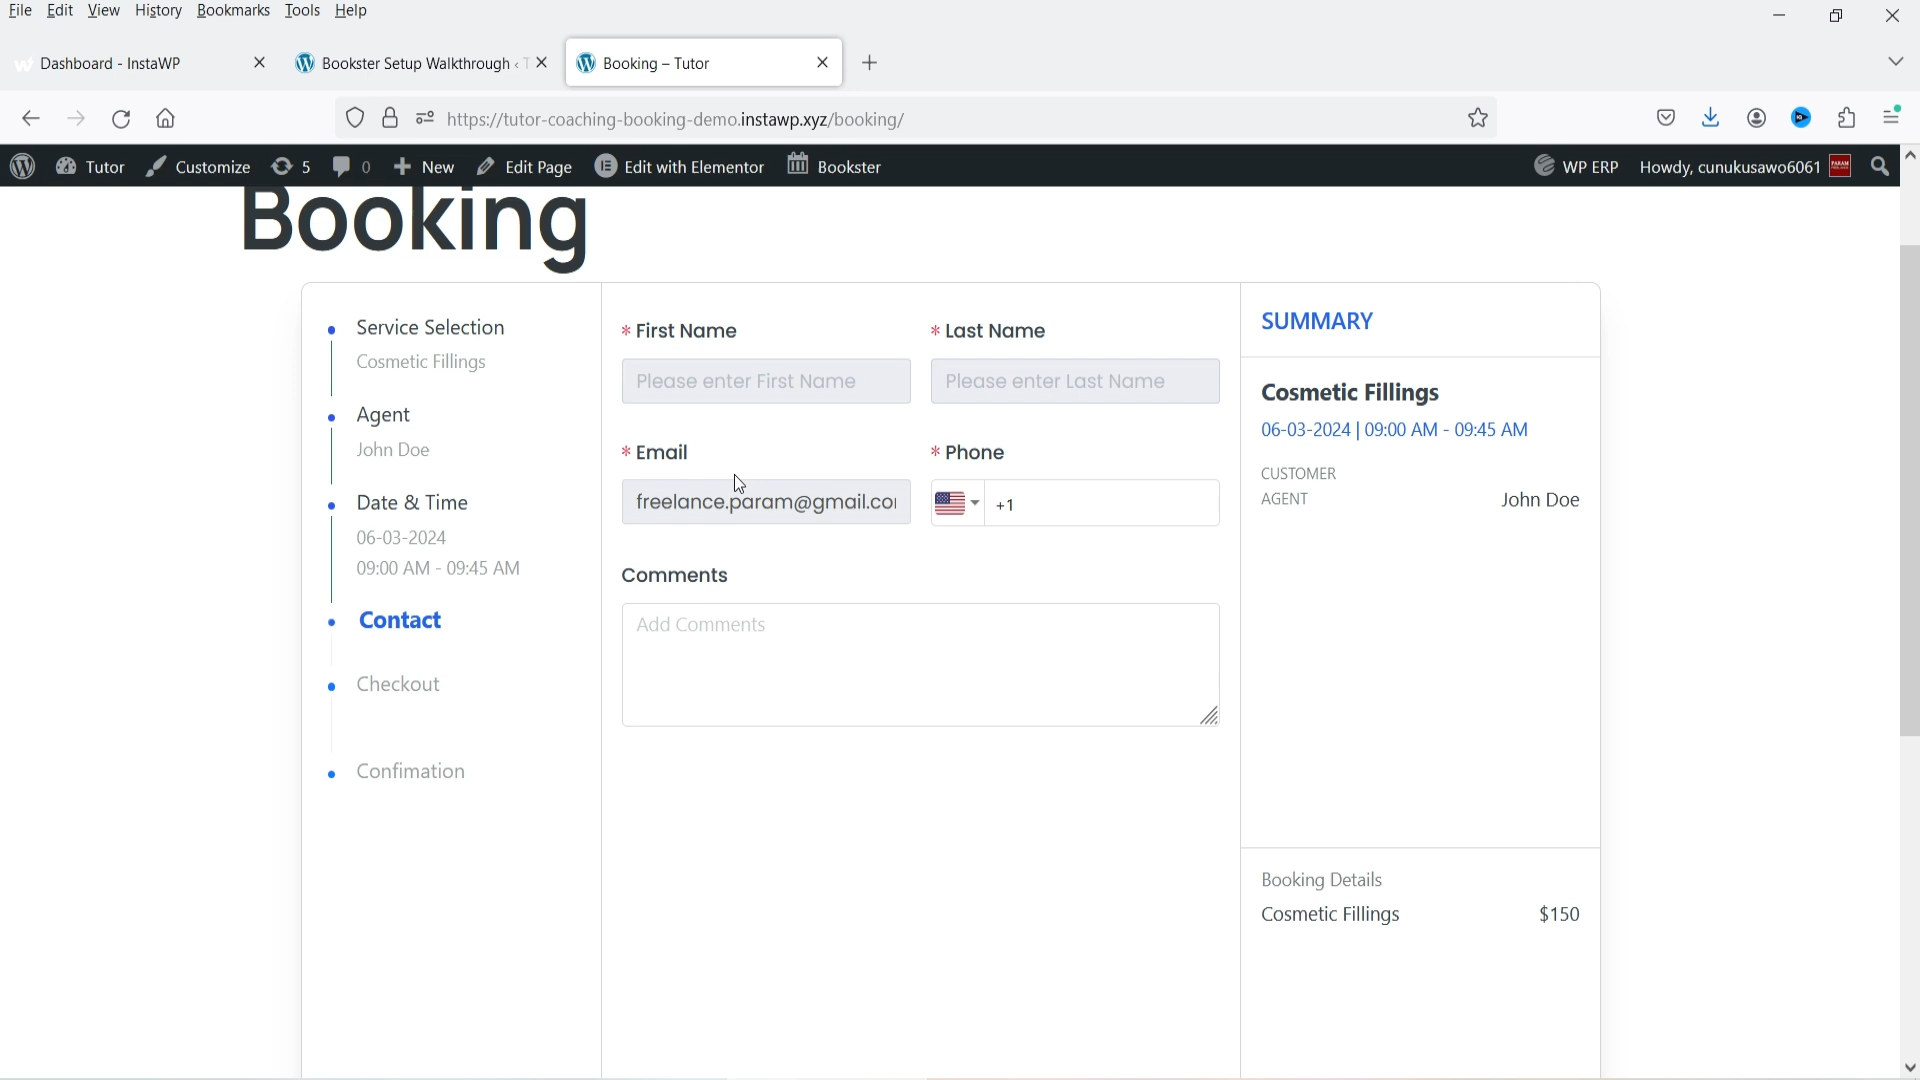 File Edit View History Bookmarks Tools Help
Dashboard - InstaWP
Bookster Setup Walkthrough ‹ T
Booking – Tutor
https://tutor-coaching-booking-demo.instawp.xyz/booking/
Tutor Customize 5 0 New Edit Page Edit with Elementor Bookster WP ERP Howdy, cunukusawo6061
Booking
Service Selection
Cosmetic Fillings
Agent
John Doe
Date & Time
06-03-2024
09:00 AM - 09:45 AM
Contact
Checkout
Confimation
* First Name
Please enter First Name
* Last Name
Please enter Last Name
* Email
freelance.param@gmail.co
* Phone
+1
Comments
Add Comments
SUMMARY
Cosmetic Fillings
06-03-2024 | 09:00 AM - 09:45 AM
CUSTOMER
AGENT John Doe
Booking Details
Cosmetic Fillings $150